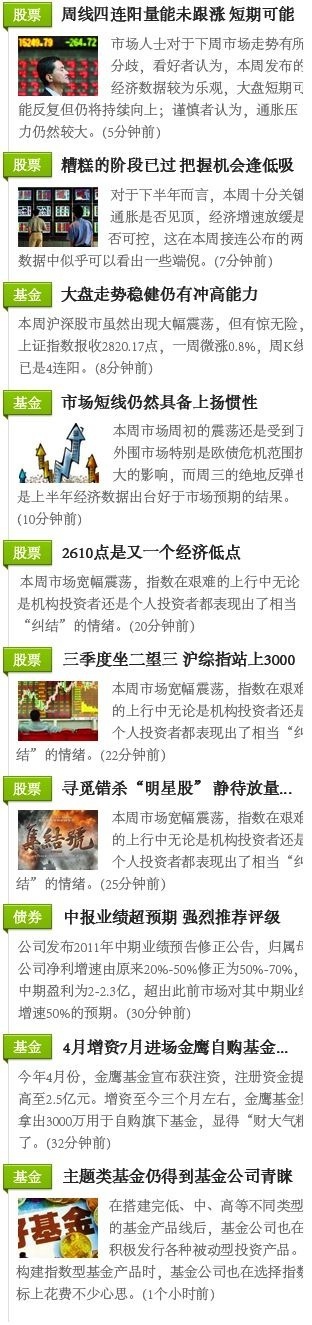 股票 周线四连阳量能未跟涨 短期可能
市场人士对于下周市场走势有所
分歧，看好者认为，本周发布的
经济数据较为乐观，大盘短期可
能反复但仍将持续向上；谨慎者认为，通胀压
力仍然较大。(5分钟前)
股票 糟糕的阶段已过 把握机会逢低吸
对于下半年而言，本周十分关键
通胀是否见顶，经济增速放缓是
否可控，这在本周接连公布的两
数据中似乎可以看出一些端倪。(7分钟前)
基金 大盘走势稳健仍有冲高能力
本周沪深股市虽然出现大幅震荡，但有惊无险，
上证指数报收2820.17点，一周微涨0.8%，周K线
已是4连阳。(8分钟前)
基金 市场短线仍然具备上扬惯性
本周市场周初的震荡还是受到了
外围市场特别是欧债危机范围扩
大的影响，而周三的绝地反弹也
是上半年经济数据出台好于市场预期的结果。
(10分钟前)
股票 2610点是又一个经济低点
本周市场宽幅震荡，指数在艰难的上行中无论
是机构投资者还是个人投资者都表现出了相当
“纠结”的情绪。(20分钟前)
股票 三季度坐二望三 沪综指站上3000
本周市场宽幅震荡，指数在艰难
的上行中无论是机构投资者还是
个人投资者都表现出了相当“纠
结”的情绪。(22分钟前)
股票 寻觅错杀“明星股” 静待放量...
本周市场宽幅震荡，指数在艰难
的上行中无论是机构投资者还是
个人投资者都表现出了相当“纠
结”的情绪。(25分钟前)
集结號
债券 中报业绩超预期 强烈推荐评级
公司发布2011年中期业绩预告修正公告，归属母
公司净利增速由原来20%-50%修正为50%-70%，
中期盈利为2-2.3亿，超出此前市场对其中期业绩
增速50%的预期。(30分钟前)
基金 4月增资7月进场金鹰自购基金...
今年4月份，金鹰基金宣布获注资，注册资金提
高至2.5亿元。增资至今三个月左右，金鹰基金
拿出3000万用于自购旗下基金，显得“财大气粗
了。(32分钟前)
基金 主题类基金仍得到基金公司青睐
好基金
在搭建完低、中、高等不同类型
的基金产品线后，基金公司也在
积极发行各种被动型投资产品。
构建指数型基金产品时，基金公司也在选择指数
标上花费不少心思。(1个小时前)
15249.79 -264.72